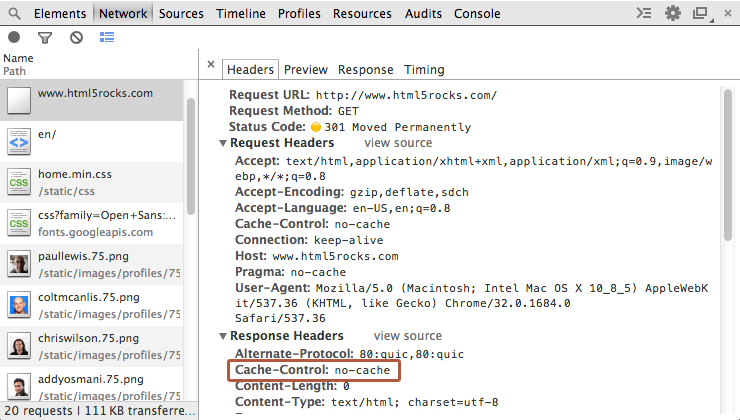 Elements Network Sources Timeline Profiles Resources Audits Console
Name
Path
www.html5rocks.com
en/
home.min.css
/static/css
css?family=Open+Sans:...
fonts.googleapis.com
paullewis.75.png
/static/images/profiles/75
coltmcanlis.75.png
/static/images/profiles/75
chriswilson.75.png
/static/images/profiles/75
addyosmani.75.png
/static/images/profiles/75
20 requests | 111 KB transferre...
× Headers Preview Response Timing
Request URL: http://www.html5rocks.com/
Request Method: GET
Status Code: 301 Moved Permanently
Request Headers view source
Accept: text/html,application/xhtml+xml,application/xml;q=0.9,image/w
ebp,*/*;q=0.8
Accept-Encoding: gzip,deflate,sdch
Accept-Language: en-US,en;q=0.8
Cache-Control: no-cache
Connection: keep-alive
Host: www.html5rocks.com
Pragma: no-cache
User-Agent: Mozilla/5.0 (Macintosh; Intel Mac OS X 10_8_5) AppleWebK
it/537.36 (KHTML, like Gecko) Chrome/32.0.1684.0
Safari/537.36
Response Headers view source
Alternate-Protocol: 80:quic,80:quic
Cache-Control: no-cache
Content-Length: 0
Content-Type: text/html; charset=utf-8